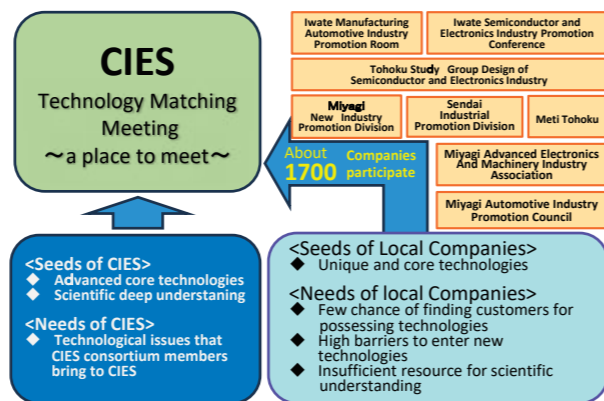 CIES
Technology Matching
Meeting
～a place to meet～
Iwate Manufacturing
Automotive Industry
Promotion Room
Iwate Semiconductor and
Electronics Industry Promotion
Conference
Tohoku Study Group Design of
Semiconductor and Electronics Industry
Miyagi
New Industry
Promotion Division
Sendai
Industrial
Promotion Division
Meti Tohoku
About
1700
Companies
participate
Miyagi Advanced Electronics
And Machinery Industry
Association
Miyagi Automotive Industry
Promotion Council
<Seeds of CIES>
◆ Advanced core technologies
◆ Scientific deep understaning
<Needs of CIES>
◆ Technological issues that
CIES consortium members
bring to CIES
<Seeds of Local Companies>
◆ Unique and core technologies
<Needs of local Companies>
◆ Few chance of finding customers for
possessing technologies
◆ High barriers to enter new
technologies
◆ Insufficient resource for scientific
understanding